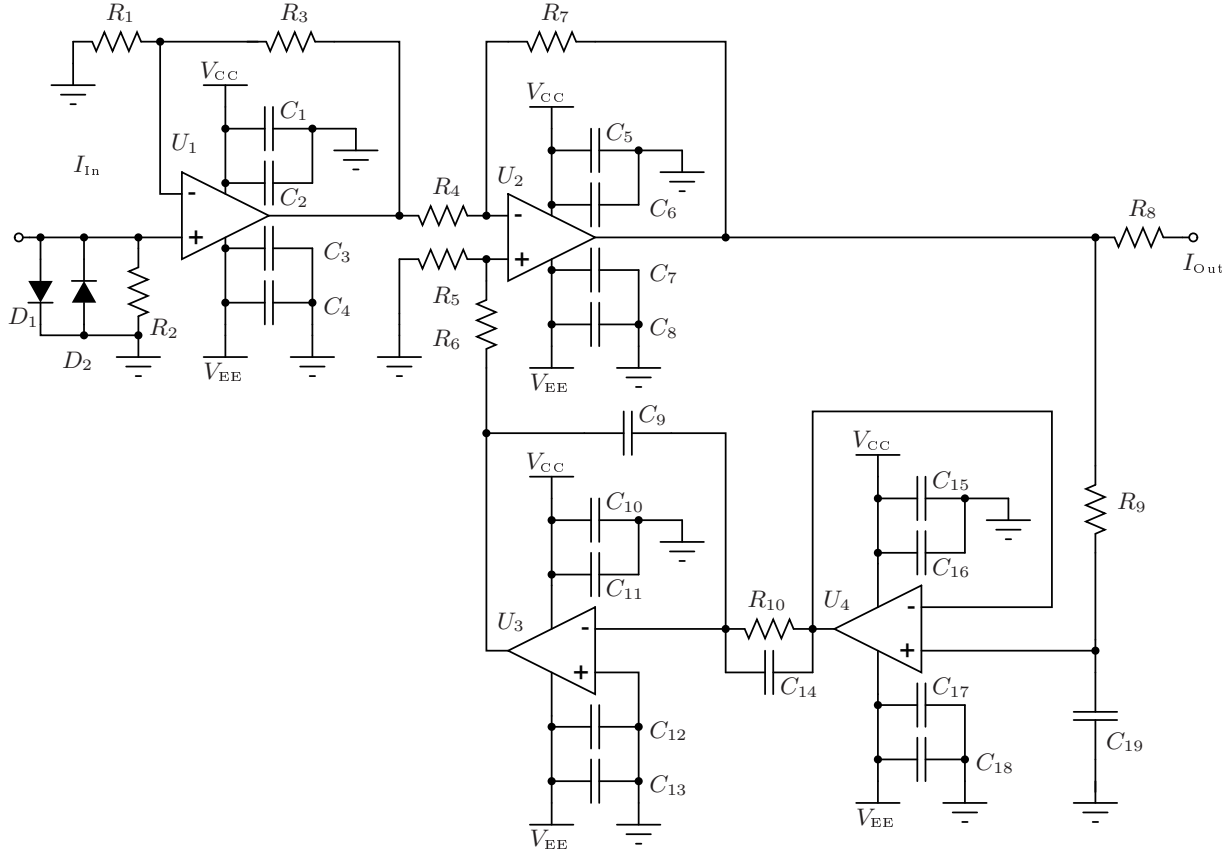 R1
R3
R7
VCC
C1
U1
IIn
C2
-
+
C3
C4
D1
D2
R2
VEE
VCC
C5
U2
C6
R4
-
+
R5
R6
C7
C8
VEE
R8
IOut
C9
VCC
C10
C11
U3
-
+
C12
C13
VEE
R10
C14
VCC
C15
C16
U4
-
+
C17
C18
VEE
R9
C19